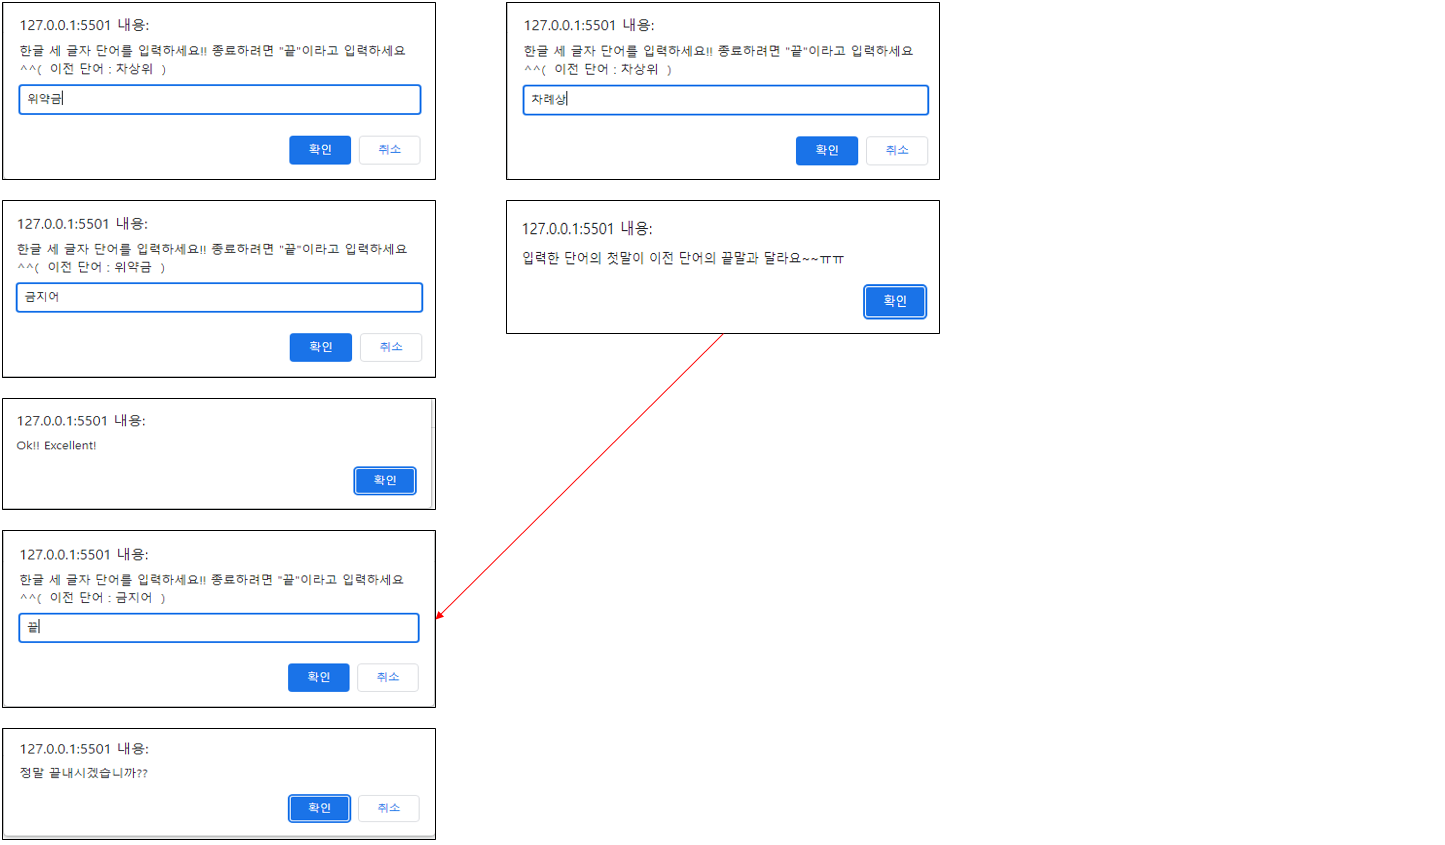 127.0.0.1:5501 내용:
한글 세 글자 단어를 입력하세요!! 종료하려면 "끝"이라고 입력하세요
^^( 이전 단어 : 차상위 )
위약금
확인 취소
127.0.0.1:5501 내용:
한글 세 글자 단어를 입력하세요!! 종료하려면 "끝"이라고 입력하세요
^^( 이전 단어 : 차상위 )
차례상
확인 취소
127.0.0.1:5501 내용:
한글 세 글자 단어를 입력하세요!! 종료하려면 "끝"이라고 입력하세요
^^( 이전 단어 : 위약금 )
금지어
확인 취소
127.0.0.1:5501 내용:
입력한 단어의 첫말이 이전 단어의 끝말과 달라요~~ㅠㅠ
확인
127.0.0.1:5501 내용:
Ok!! Excellent!
확인
127.0.0.1:5501 내용:
한글 세 글자 단어를 입력하세요!! 종료하려면 "끝"이라고 입력하세요
^^( 이전 단어 : 금지어 )
끝
확인 취소
127.0.0.1:5501 내용:
정말 끝내시겠습니까??
확인 취소